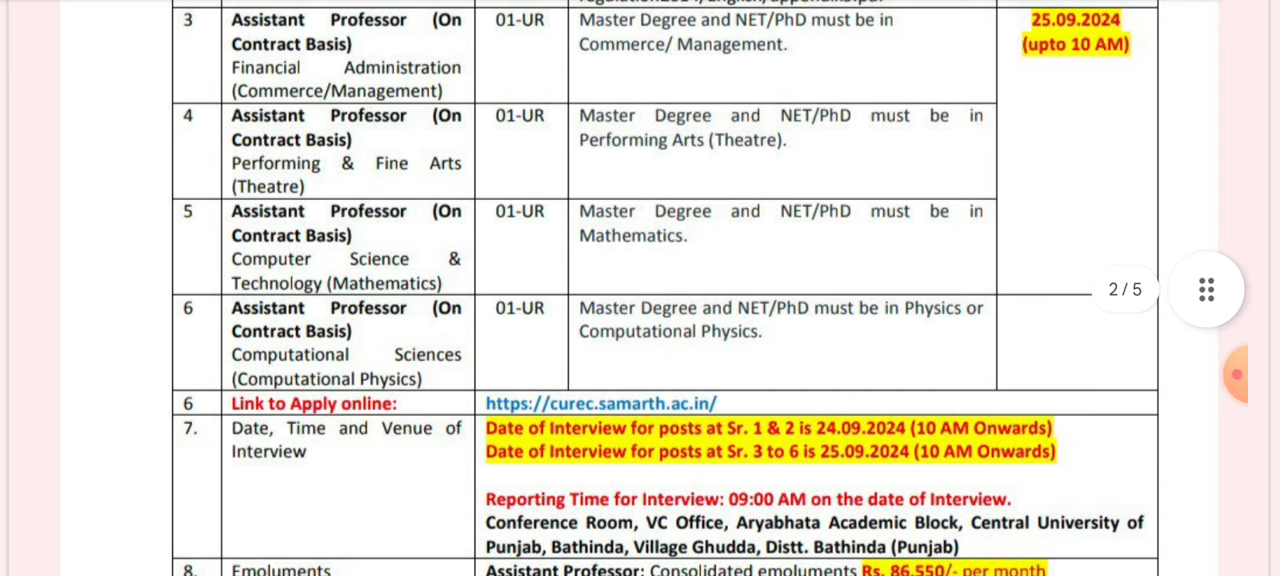 3 Assistant Professor (On 01-UR Master Degree and NET/PhD must be in 25.09.2024
Contract Basis) Commerce/ Management. (upto 10 AM)
Financial Administration
(Commerce/Management)
4 Assistant Professor (On 01-UR Master Degree and NET/PhD must be in
Contract Basis) Performing Arts (Theatre).
Performing & Fine Arts
(Theatre)
5 Assistant Professor (On 01-UR Master Degree and NET/PhD must be in
Contract Basis) Mathematics.
Computer Science &
Technology (Mathematics)
2 / 5
6 Assistant Professor (On 01-UR Master Degree and NET/PhD must be in Physics or
Contract Basis) Computational Physics.
Computational Sciences
(Computational Physics)
6 Link to Apply online: https://curec.samarth.ac.in/
7. Date, Time and Venue of Date of Interview for posts at Sr. 1 & 2 is 24.09.2024 (10 AM Onwards)
Interview Date of Interview for posts at Sr. 3 to 6 is 25.09.2024 (10 AM Onwards)
Reporting Time for Interview: 09:00 AM on the date of Interview.
Conference Room, VC Office, Aryabhata Academic Block, Central University of
Punjab, Bathinda, Village Ghudda, Distt. Bathinda (Punjab)
8. Emoluments Assistant Professor: Consolidated emoluments Rs. 86,550/- per month